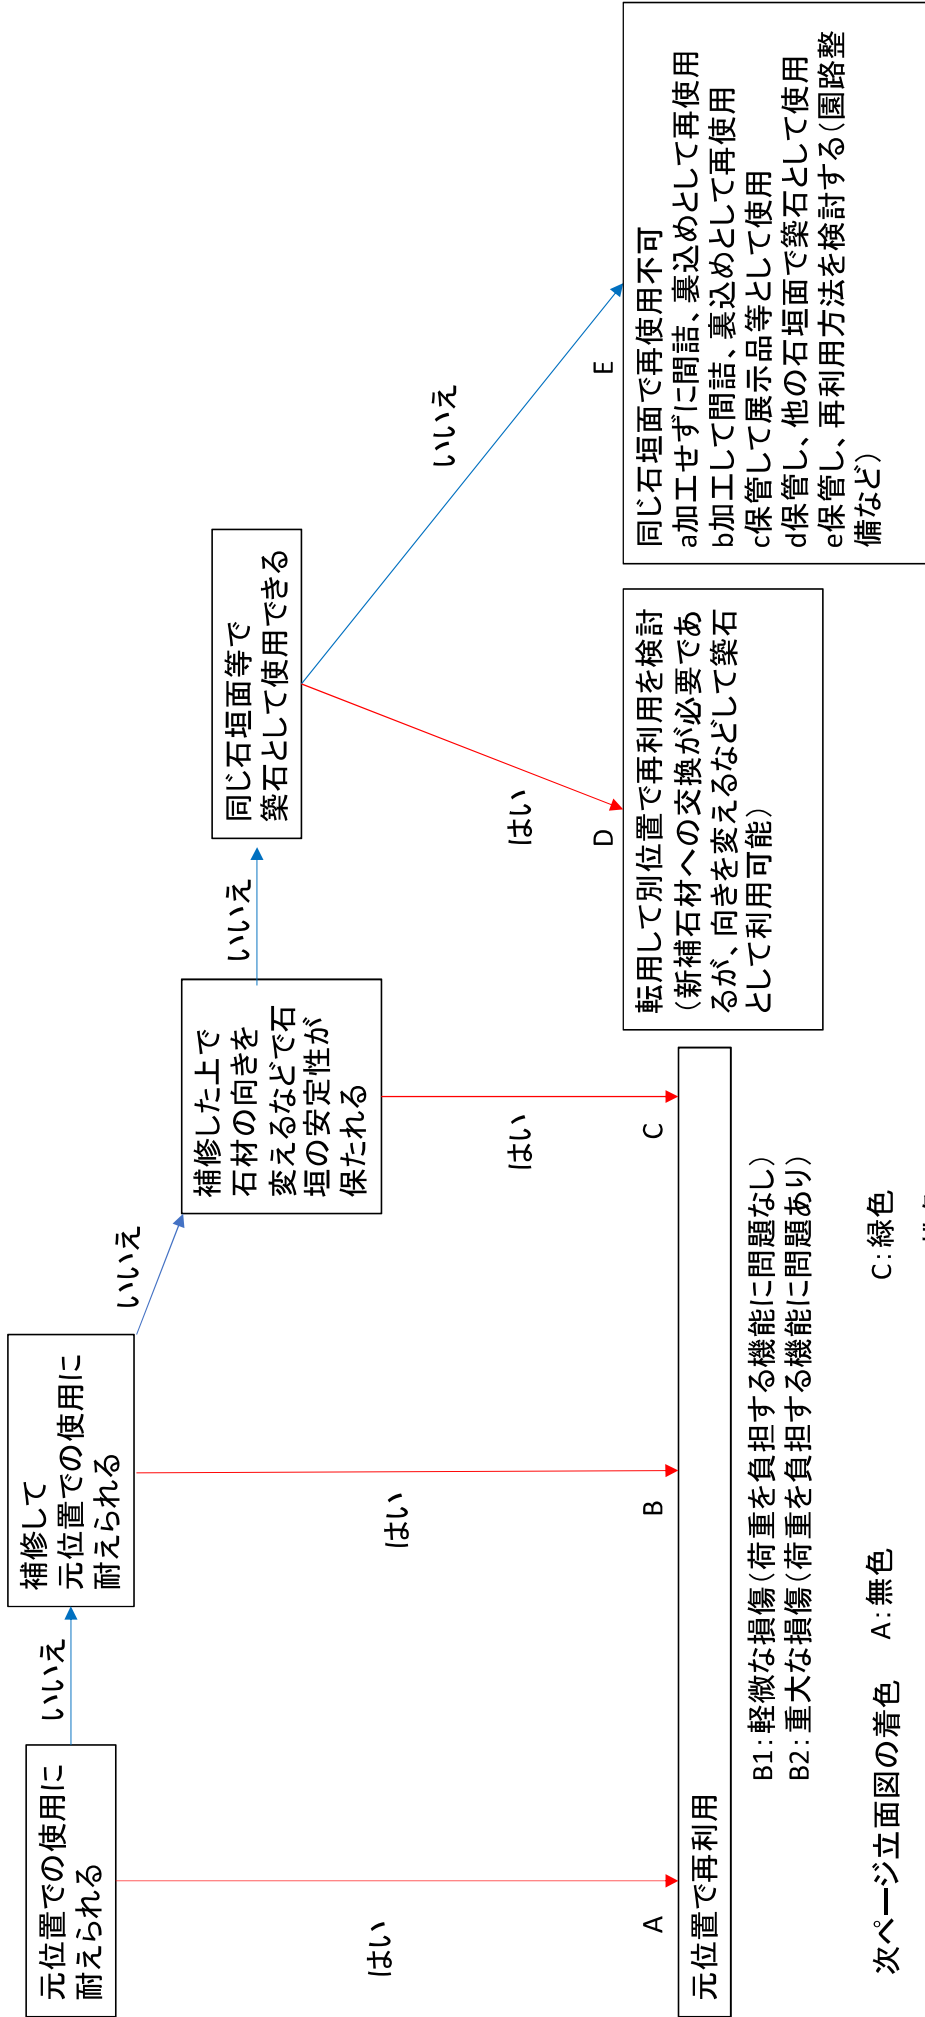 元位置での使用に
耐えられる
いいえ
はい
補修して
元位置での使用に
耐えられる
いいえ
はい
補修した上で
石材の向きを
変えるなどで石
垣の安定性が
保たれる
いいえ
はい
同じ石垣面等で
築石として使用できる
いいえ
はい
A
B
C
D
E
元位置で再利用
転用して別位置で再利用を検討
(新補石材への交換が必要であ
るが、向きを変えるなどして築石
として利用可能)
同じ石垣面で再使用不可
a加工せずに間詰、裏込めとして再使用
b加工して間詰、裏込めとして再使用
c保管して展示品等として使用
d保管し、他の石垣面で築石として使用
e保管し、再利用方法を検討する(園路整
備など)
B1:軽微な損傷(荷重を負担する機能に問題なし)
B2:重大な損傷(荷重を負担する機能に問題あり)
次ページ立面図の着色 A:無色 C:緑色